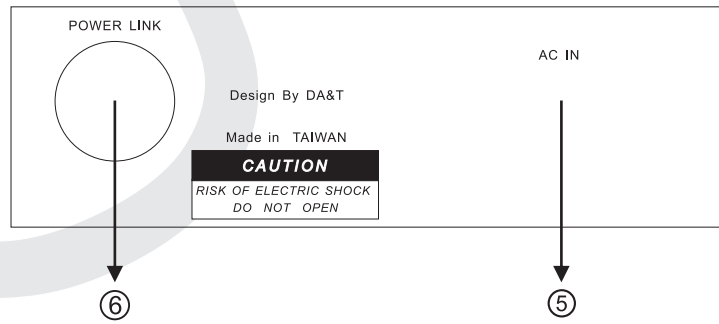 POWER LINK
AC IN
Design By DA&T
Made in TAIWAN
CAUTION
RISK OF ELECTRIC SHOCK
DO NOT OPEN
⑥
⑤